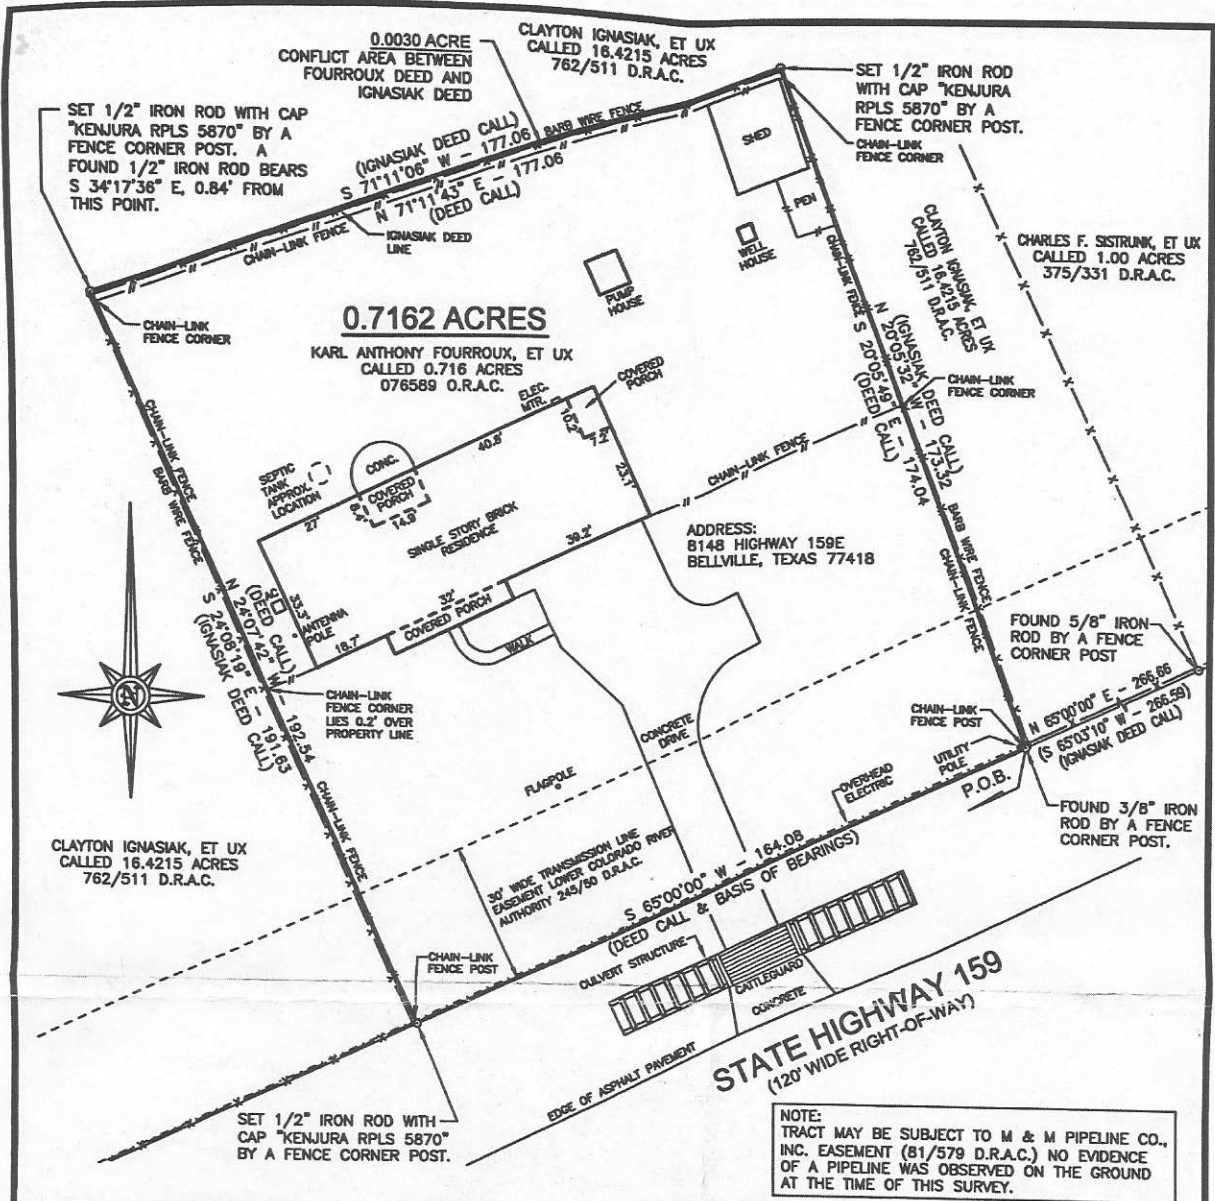 0.0030 ACRE
CONFLICT AREA BETWEEN
FOURROUX DEED AND
IGNASIAK DEED
CLAYTON IGNASIAK, ET UX
CALLED 16.4215 ACRES
762/511 D.R.A.C.
SET 1/2" IRON ROD
WITH CAP "KENJURA
RPLS 5870" BY A
FENCE CORNER POST.
CHAIN-LINK
FENCE CORNER
SET 1/2" IRON ROD WITH CAP
"KENJURA RPLS 5870" BY A
FENCE CORNER POST. A
FOUND 1/2" IRON ROD BEARS
S 34°17'36" E, 0.84' FROM
THIS POINT.
(IGNASIAK DEED CALL)
S 71°11'06" W - 177.06
BARB WIRE FENCE
N 71°11'43" E - 177.06
(DEED CALL)
CHAIN-LINK FENCE
IGNASIAK DEED
LINE
SHED
PEN
WELL
HOUSE
PUMP
HOUSE
CLAYTON IGNASIAK, ET UX
CALLED 16.4215 ACRES
762/511 D.R.A.C.
CHARLES F. SISTRUNK, ET UX
CALLED 1.00 ACRES
375/331 D.R.A.C.
CHAIN-LINK
FENCE CORNER
0.7162 ACRES
KARL ANTHONY FOURROUX, ET UX
CALLED 0.716 ACRES
076589 O.R.A.C.
CHAIN-LINK FENCE
N 20°05'32" W - 173.32
(IGNASIAK DEED CALL)
S 20°05'49" E - 174.04
(DEED CALL)
CHAIN-LINK
FENCE CORNER
ELEC.
MTR.
COVERED
PORCH
10.2'
7.2'
40.8'
23.1'
CONC.
COVERED
PORCH
8.4'
14.9'
SEPTIC
TANK
APPROX.
LOCATION
27'
SINGLE STORY BRICK
RESIDENCE
39.2'
CHAIN-LINK FENCE
CHAIN-LINK FENCE
BARB WIRE FENCE
ADDRESS:
8148 HIGHWAY 159E
BELLVILLE, TEXAS 77418
BARB WIRE FENCE
CHAIN-LINK FENCE
33.5'
ANTENNA
POLE
18.7'
32'
COVERED PORCH
WALK
N 24°07'42" W - 192.54
(DEED CALL)
S 24°08'19" E - 191.63
(IGNASIAK DEED CALL)
N
CHAIN-LINK
FENCE CORNER
LIES 0.2' OVER
PROPERTY LINE
FOUND 5/8" IRON
ROD BY A FENCE
CORNER POST
N 65°00'00" E - 266.66
(S 65°03'10" W - 266.59)
(IGNASIAK DEED CALL)
CHAIN-LINK
FENCE POST
UTILITY
POLE
P.O.B.
CONCRETE
DRIVE
FLAGPOLE
OVERHEAD
ELECTRIC
FOUND 3/8" IRON
ROD BY A FENCE
CORNER POST.
CHAIN-LINK FENCE
CLAYTON IGNASIAK, ET UX
CALLED 16.4215 ACRES
762/511 D.R.A.C.
30' WIDE TRANSMISSION LINE
EASEMENT LOWER COLORADO RIVER
AUTHORITY 245/60 D.R.A.C.
S 65°00'00" W - 164.08
(DEED CALL & BASIS OF BEARINGS)
CHAIN-LINK
FENCE POST
CULVERT STRUCTURE
CATTLEGUARD
CONCRETE
STATE HIGHWAY 159
(120' WIDE RIGHT-OF-WAY)
EDGE OF ASPHALT PAVEMENT
SET 1/2" IRON ROD WITH
CAP "KENJURA RPLS 5870"
BY A FENCE CORNER POST.
NOTE:
TRACT MAY BE SUBJECT TO M & M PIPELINE CO.,
INC. EASEMENT (81/579 D.R.A.C.) NO EVIDENCE
OF A PIPELINE WAS OBSERVED ON THE GROUND
AT THE TIME OF THIS SURVEY.